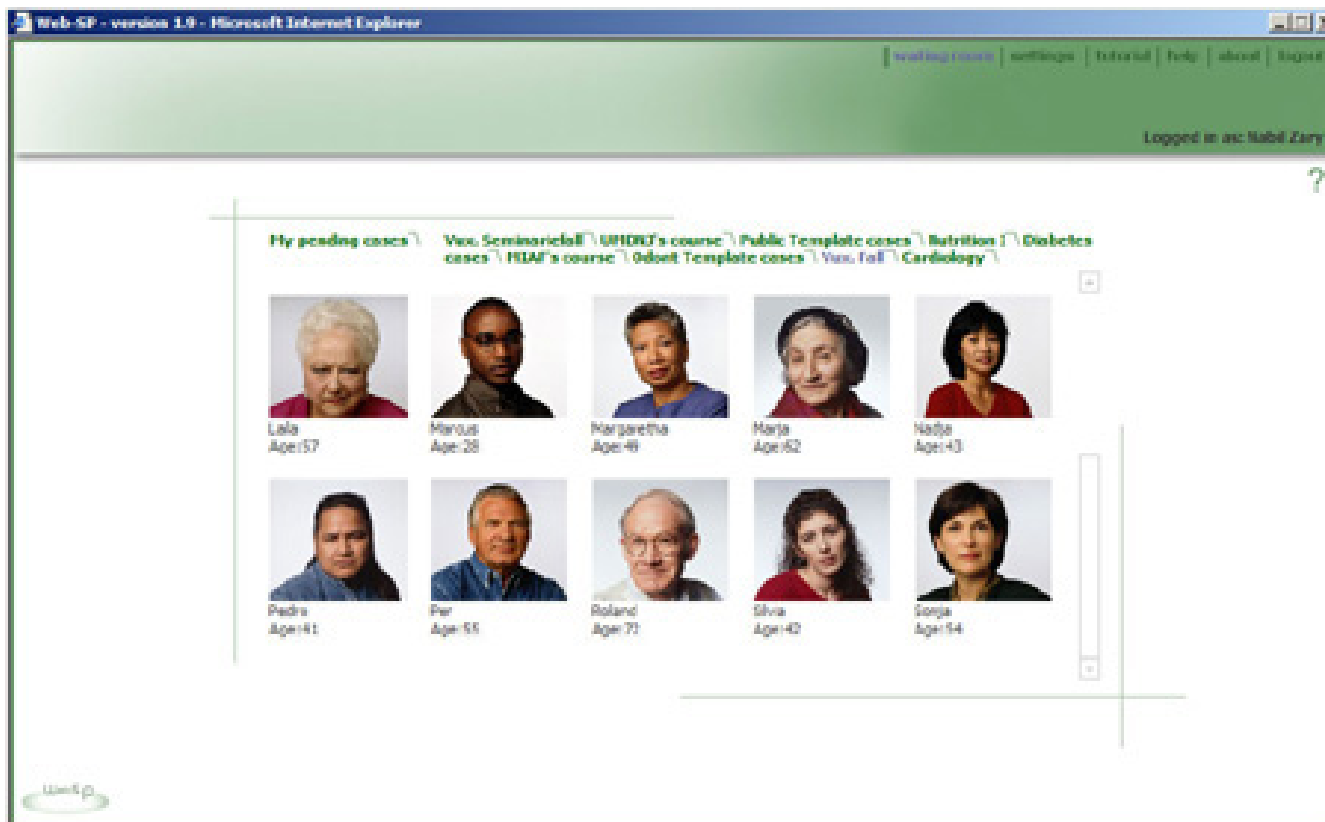 Web-SP - version 1.9 - Microsoft Internet Explorer
waiting room | settings | tutorial | help | about | logout
Logged in as: Nabil Zary
?
My pending cases Vux. Seminariefall UMDNJ's course Public Template cases Nutrition I Diabetes
cases MIAF's course Odont Template cases Vux. Fall Cardiology
Laila Marcus Margaretha Marja Nadja
Age:57 Age:28 Age:49 Age:62 Age:43
Pedro Per Roland Silvia Sonja
Age:41 Age:55 Age: Age:42 Age:54